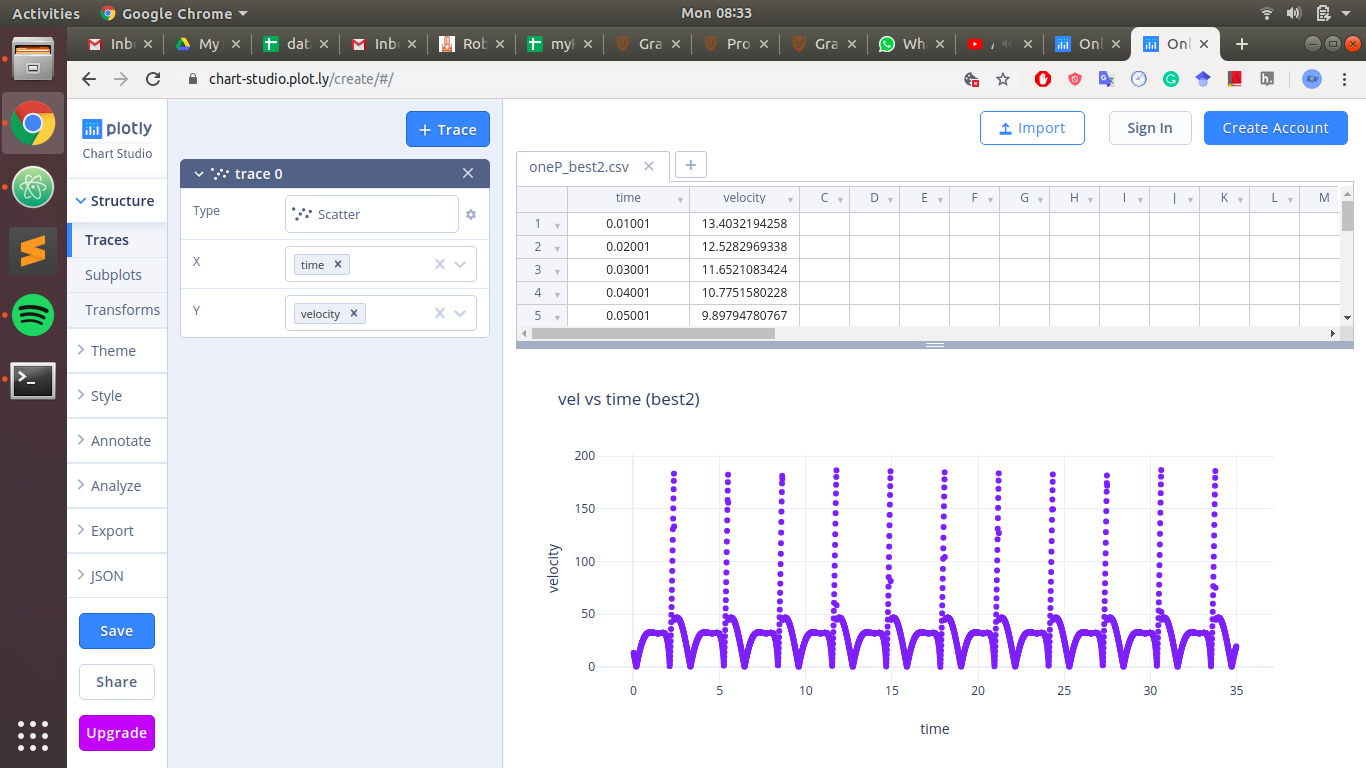 Activities Google Chrome Mon 08:33
Inb My dat Inb Rob myl Gra Pro Gra Wh Onl Onl
chart-studio.plot.ly/create/#/
plotly
Chart Studio
Structure
Traces
Subplots
Transforms
Theme
Style
Annotate
Analyze
Export
JSON
Save
Share
Upgrade
+ Trace
trace 0
Type Scatter
X time
Y velocity
Import Sign In Create Account
oneP_best2.csv
time velocity C D E F G H I J K L M
1 0.01001 13.4032194258
2 0.02001 12.5282969338
3 0.03001 11.6521083424
4 0.04001 10.7751580228
5 0.05001 9.89794780767
vel vs time (best2)
200
150
100
50
0
velocity
0 5 10 15 20 25 30 35
time